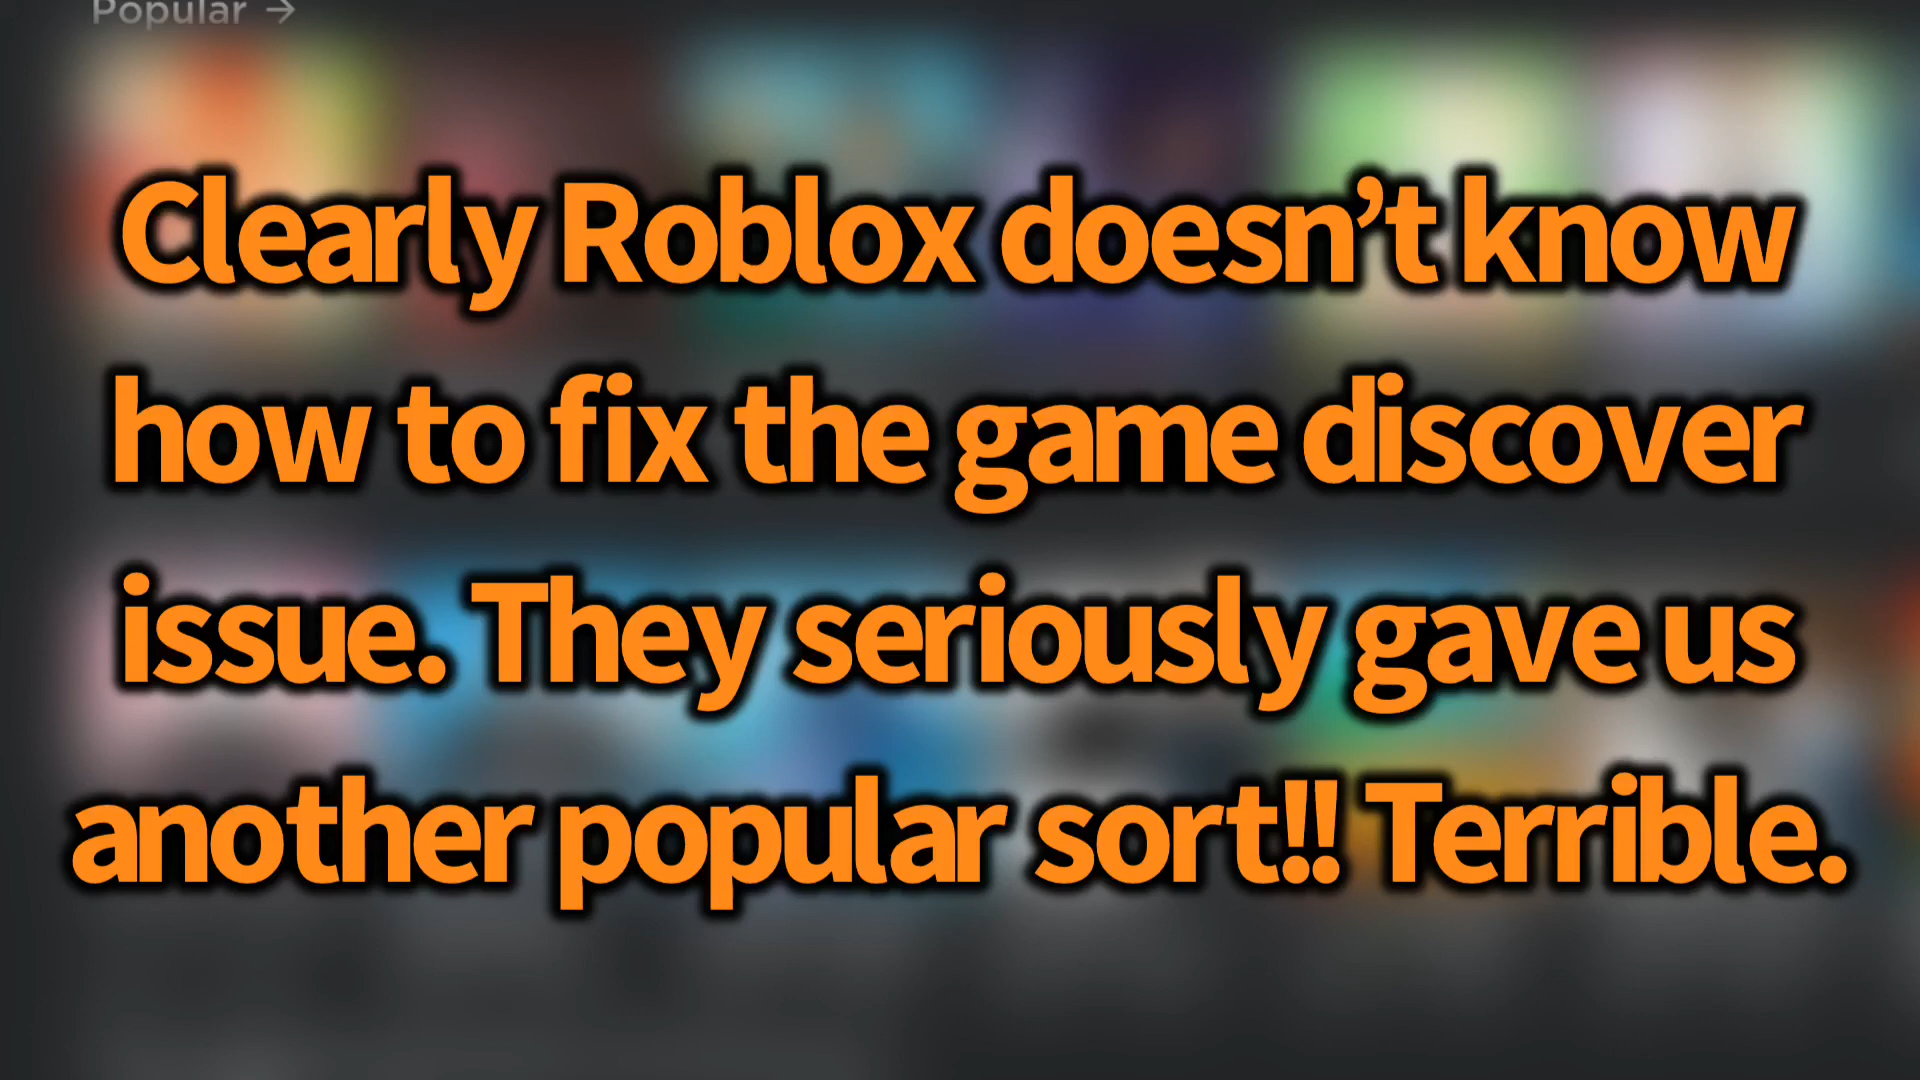 Popular →
Clearly Roblox doesn’t know
how to fix the game discover
issue. They seriously gave us
another popular sort!! Terrible.